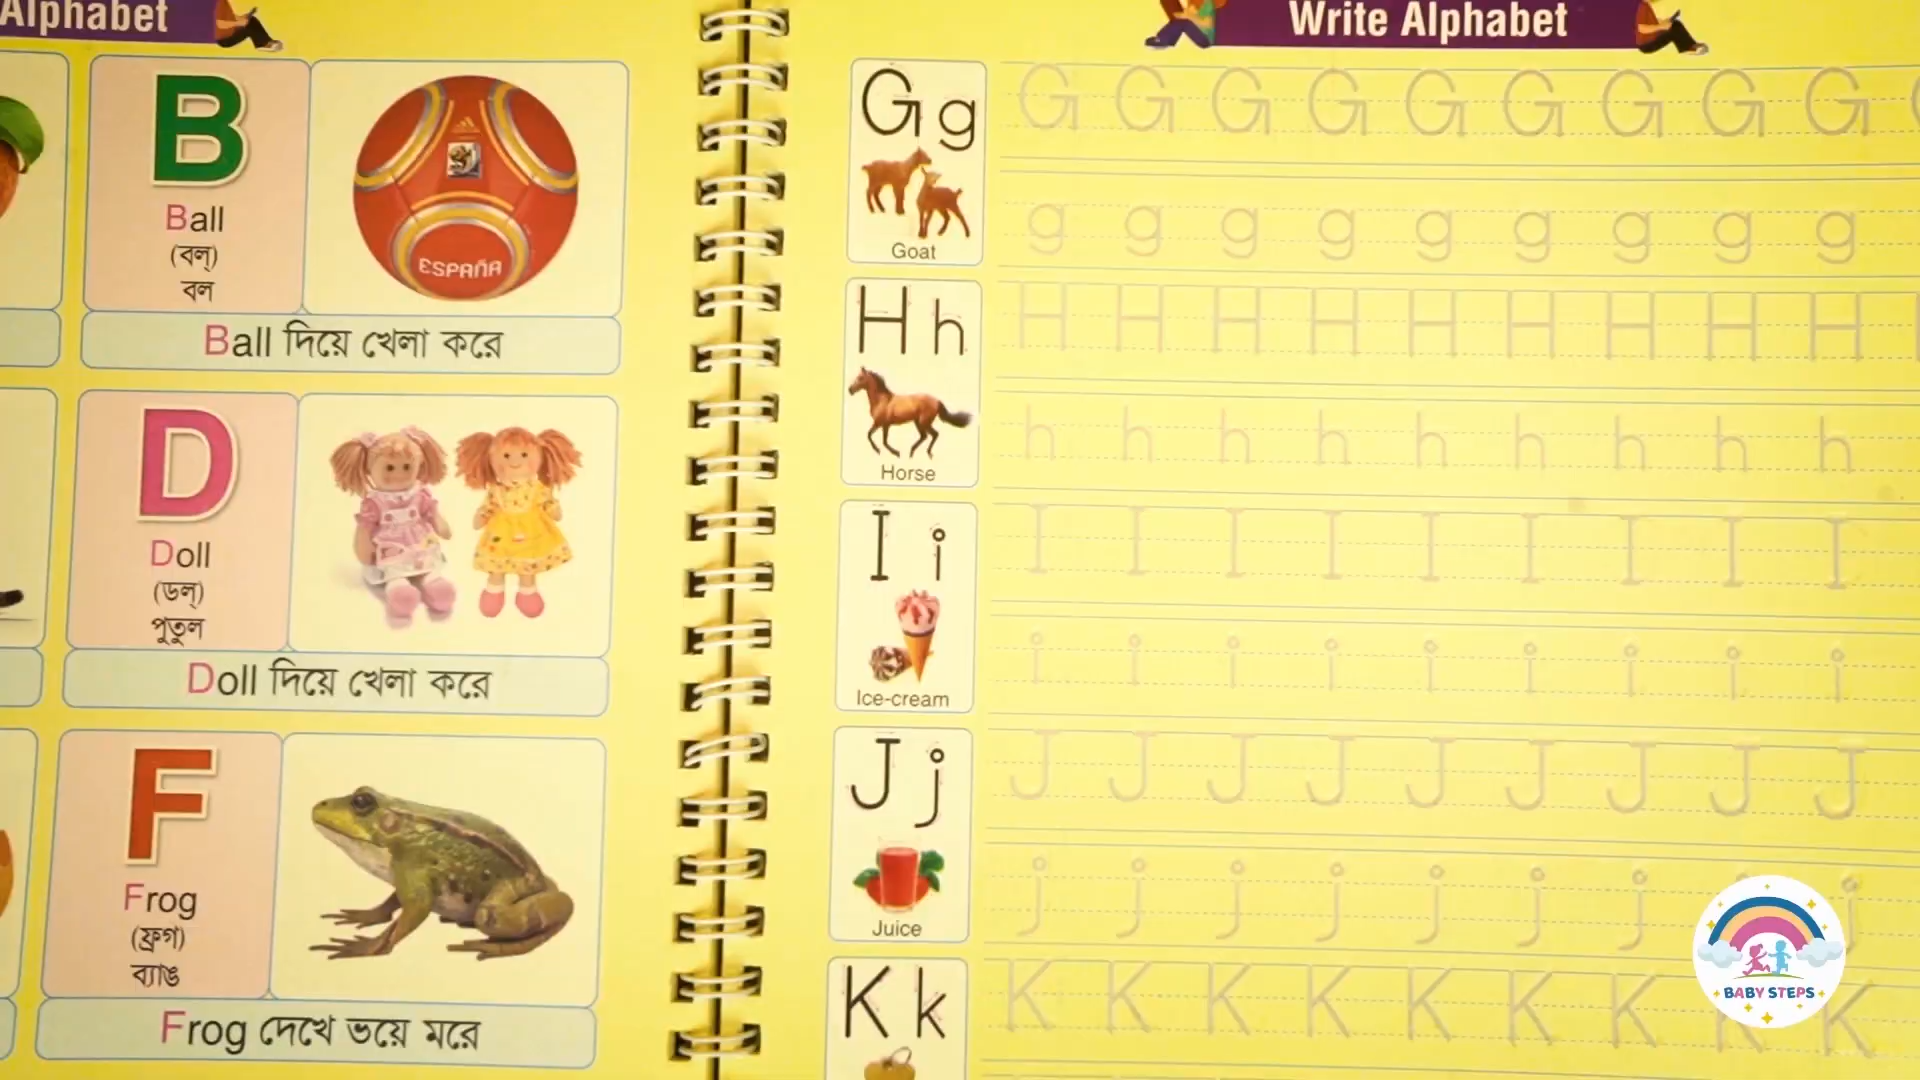 Alphabet
B
Ball
(বল্)
বল
ESPAÑA
Ball দিয়ে খেলা করে
D
Doll
(ডল্)
পুতুল
Doll দিয়ে খেলা করে
F
Frog
(ফ্রগ)
ব্যাঙ
Frog দেখে ভয়ে মরে
Write Alphabet
G g
G G G G G G G G G
Goat
g g g g g g g g g
H h
H H H H H H H H H
Horse
h h h h h h h h h
I i
I I I I I I I I I
Ice-cream
i i i i i i i i i
J j
J J J J J J J J J
Juice
j j j j j j j j j
K k
K K K K K K K K K
BABY STEPS